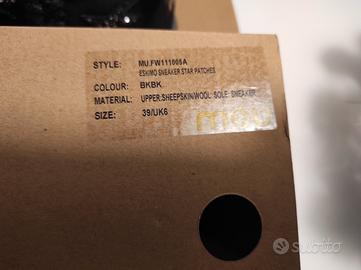 STYLE: MU.FW111005A
ESKIMO SNEAKER STAR PATCHES
COLOUR: BKBK
MATERIAL: UPPER:SHEEPSKIN/WOOL: SOLE: SNEAKER
SIZE: 39/UK6
mou
subito